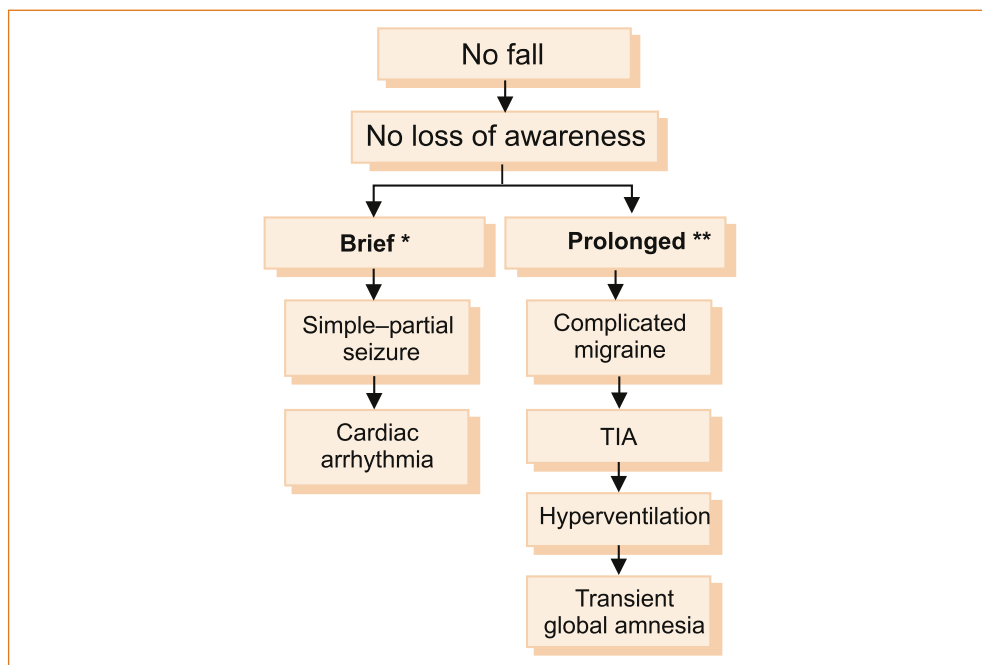 No fall
No loss of awareness
Brief *
Prolonged **
Simple–partial
seizure
Complicated
migraine
Cardiac
arrhythmia
TIA
Hyperventilation
Transient
global amnesia